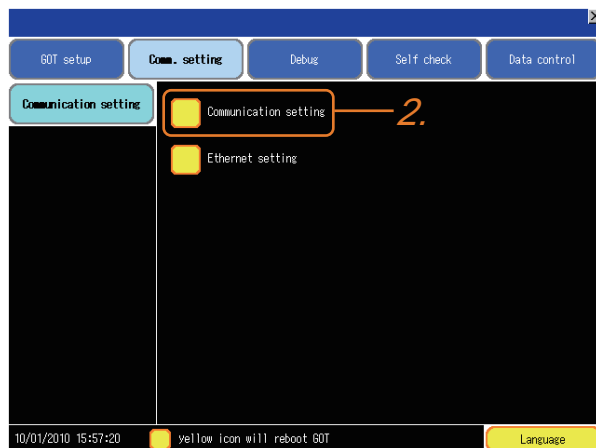 X
GOT setup Comm. setting Debug Self check Data control
Communication setting
Communication setting 2.
Ethernet setting
10/01/2010 15:57:20 yellow icon will reboot GOT Language